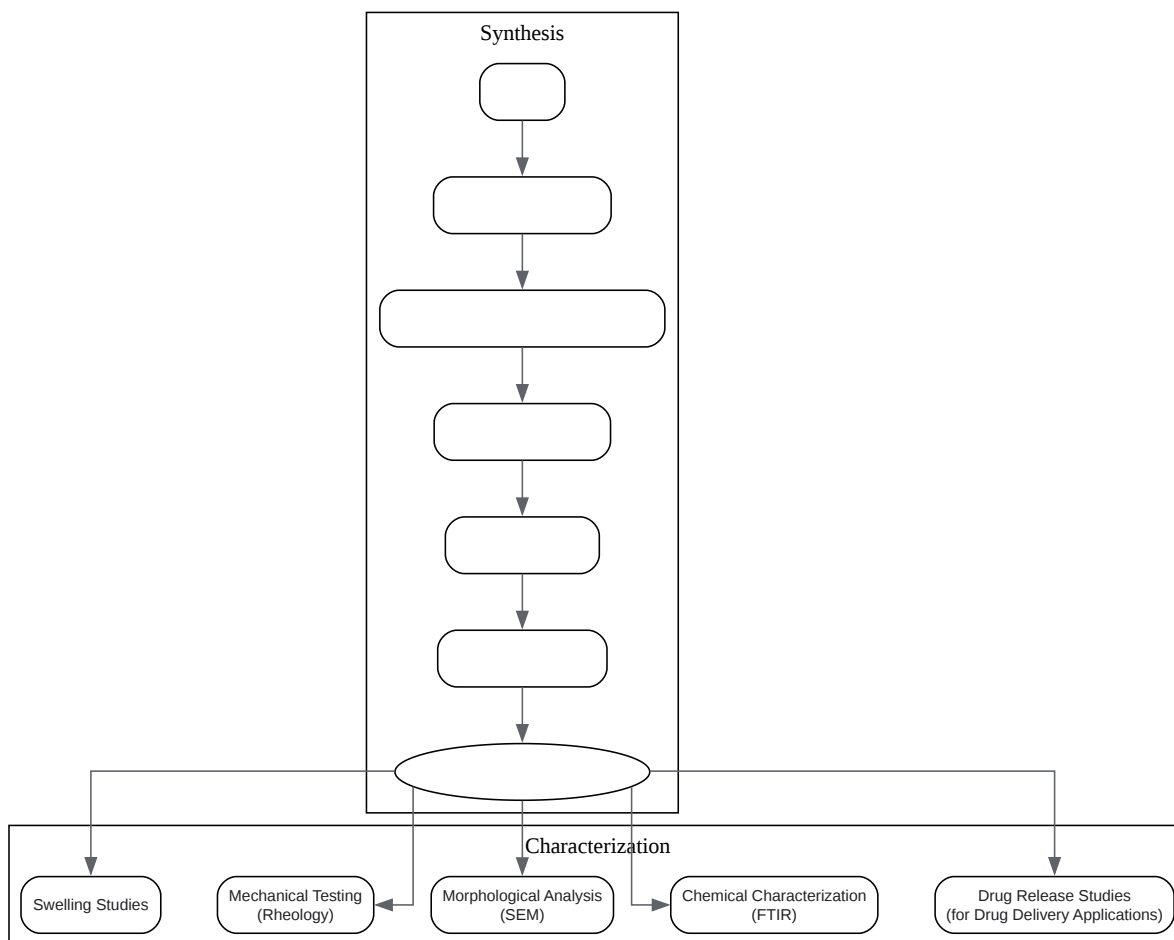 Synthesis
Characterization
Swelling Studies
Mechanical Testing
(Rheology)
Morphological Analysis
(SEM)
Chemical Characterization
(FTIR)
Drug Release Studies
(for Drug Delivery Applications)